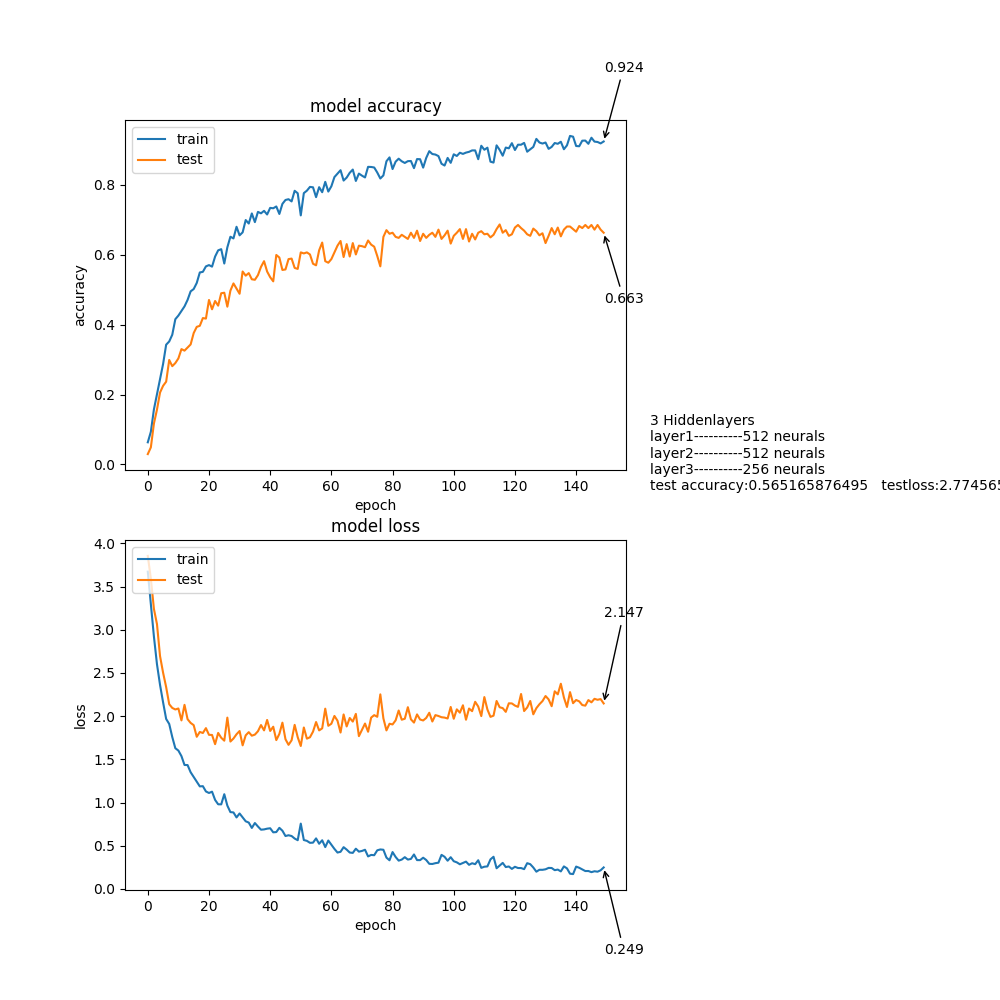 0.924
model accuracy
train
test
0.8
0.6
0.4
0.2
0.0
accuracy
0.663
0 20 40 60 80 100 120 140
epoch
3 Hiddenlayers
layer1----------512 neurals
layer2----------512 neurals
layer3----------256 neurals
test accuracy:0.565165876495 testloss:2.774565
model loss
train
test
4.0
3.5
3.0
2.5
2.0
1.5
1.0
0.5
0.0
loss
2.147
0 20 40 60 80 100 120 140
epoch
0.249